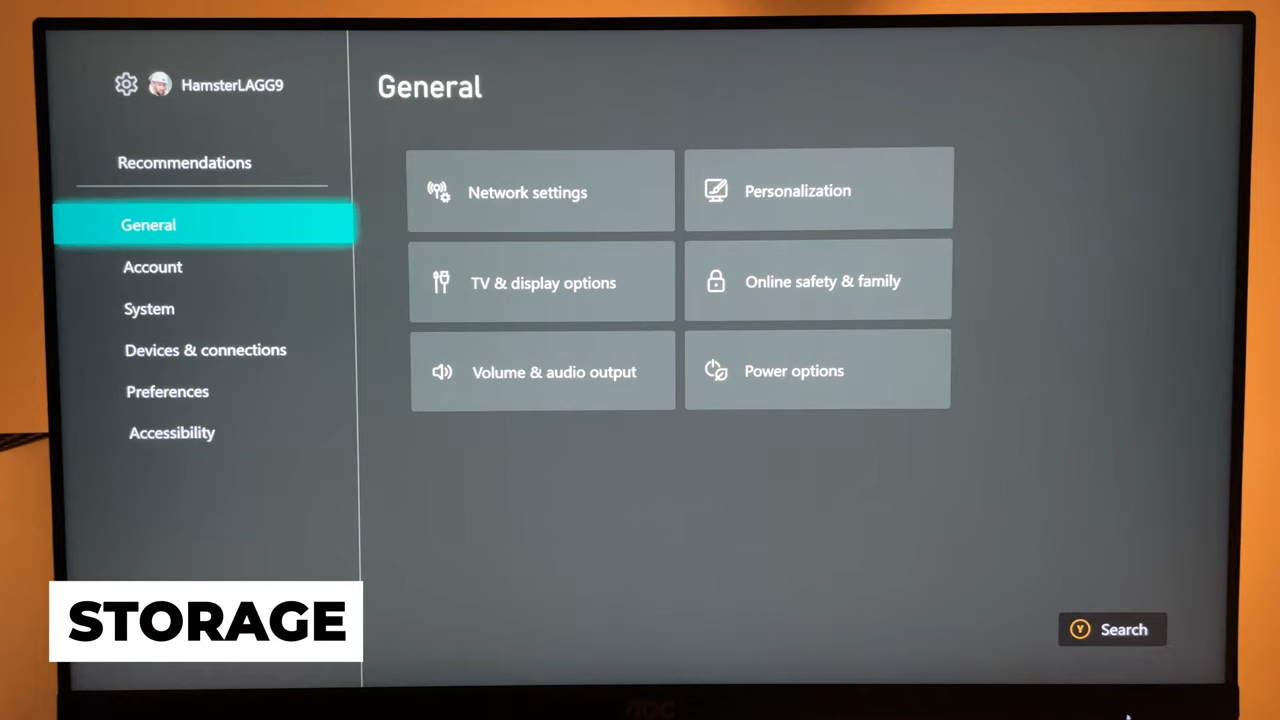 HamsterLAGG9
Recommendations
General
Account
System
Devices & connections
Preferences
Accessibility
General
Network settings
Personalization
TV & display options
Online safety & family
Volume & audio output
Power options
Y Search
STORAGE
AOC